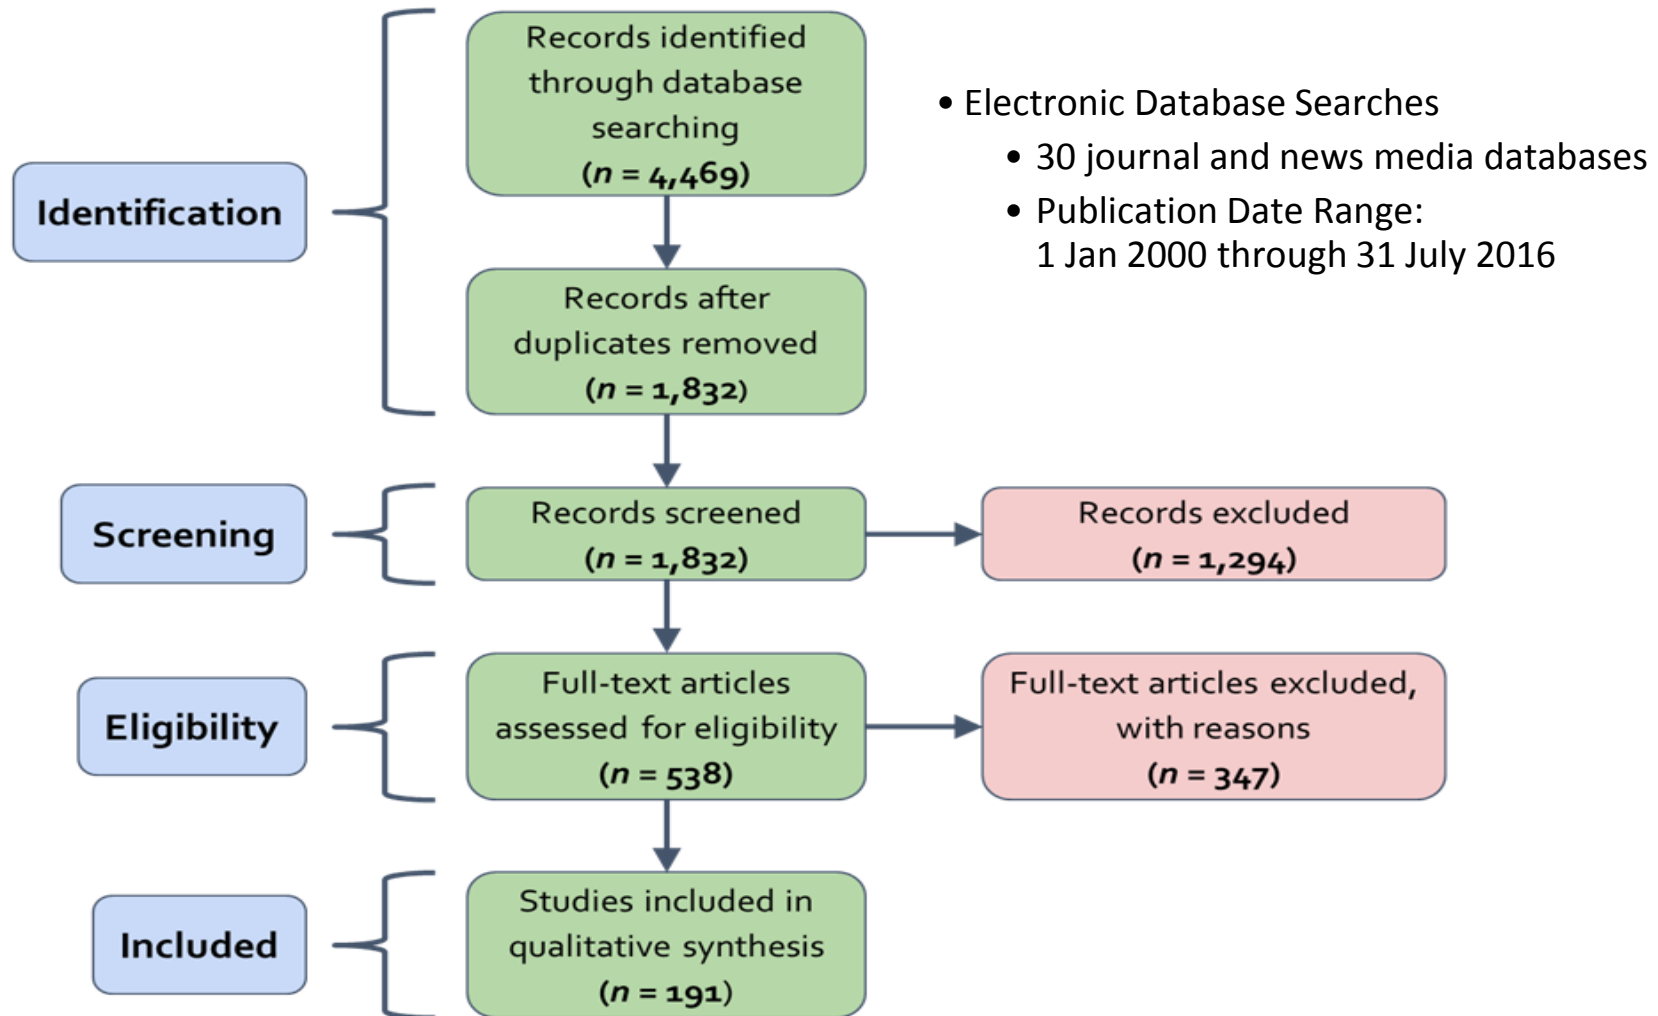 Identification
Records identified
through database
searching
(n = 4,469)
• Electronic Database Searches
• 30 journal and news media databases
• Publication Date Range:
1 Jan 2000 through 31 July 2016
Records after
duplicates removed
(n = 1,832)
Screening
Records screened
(n = 1,832)
Records excluded
(n = 1,294)
Eligibility
Full-text articles
assessed for eligibility
(n = 538)
Full-text articles excluded,
with reasons
(n = 347)
Included
Studies included in
qualitative synthesis
(n = 191)